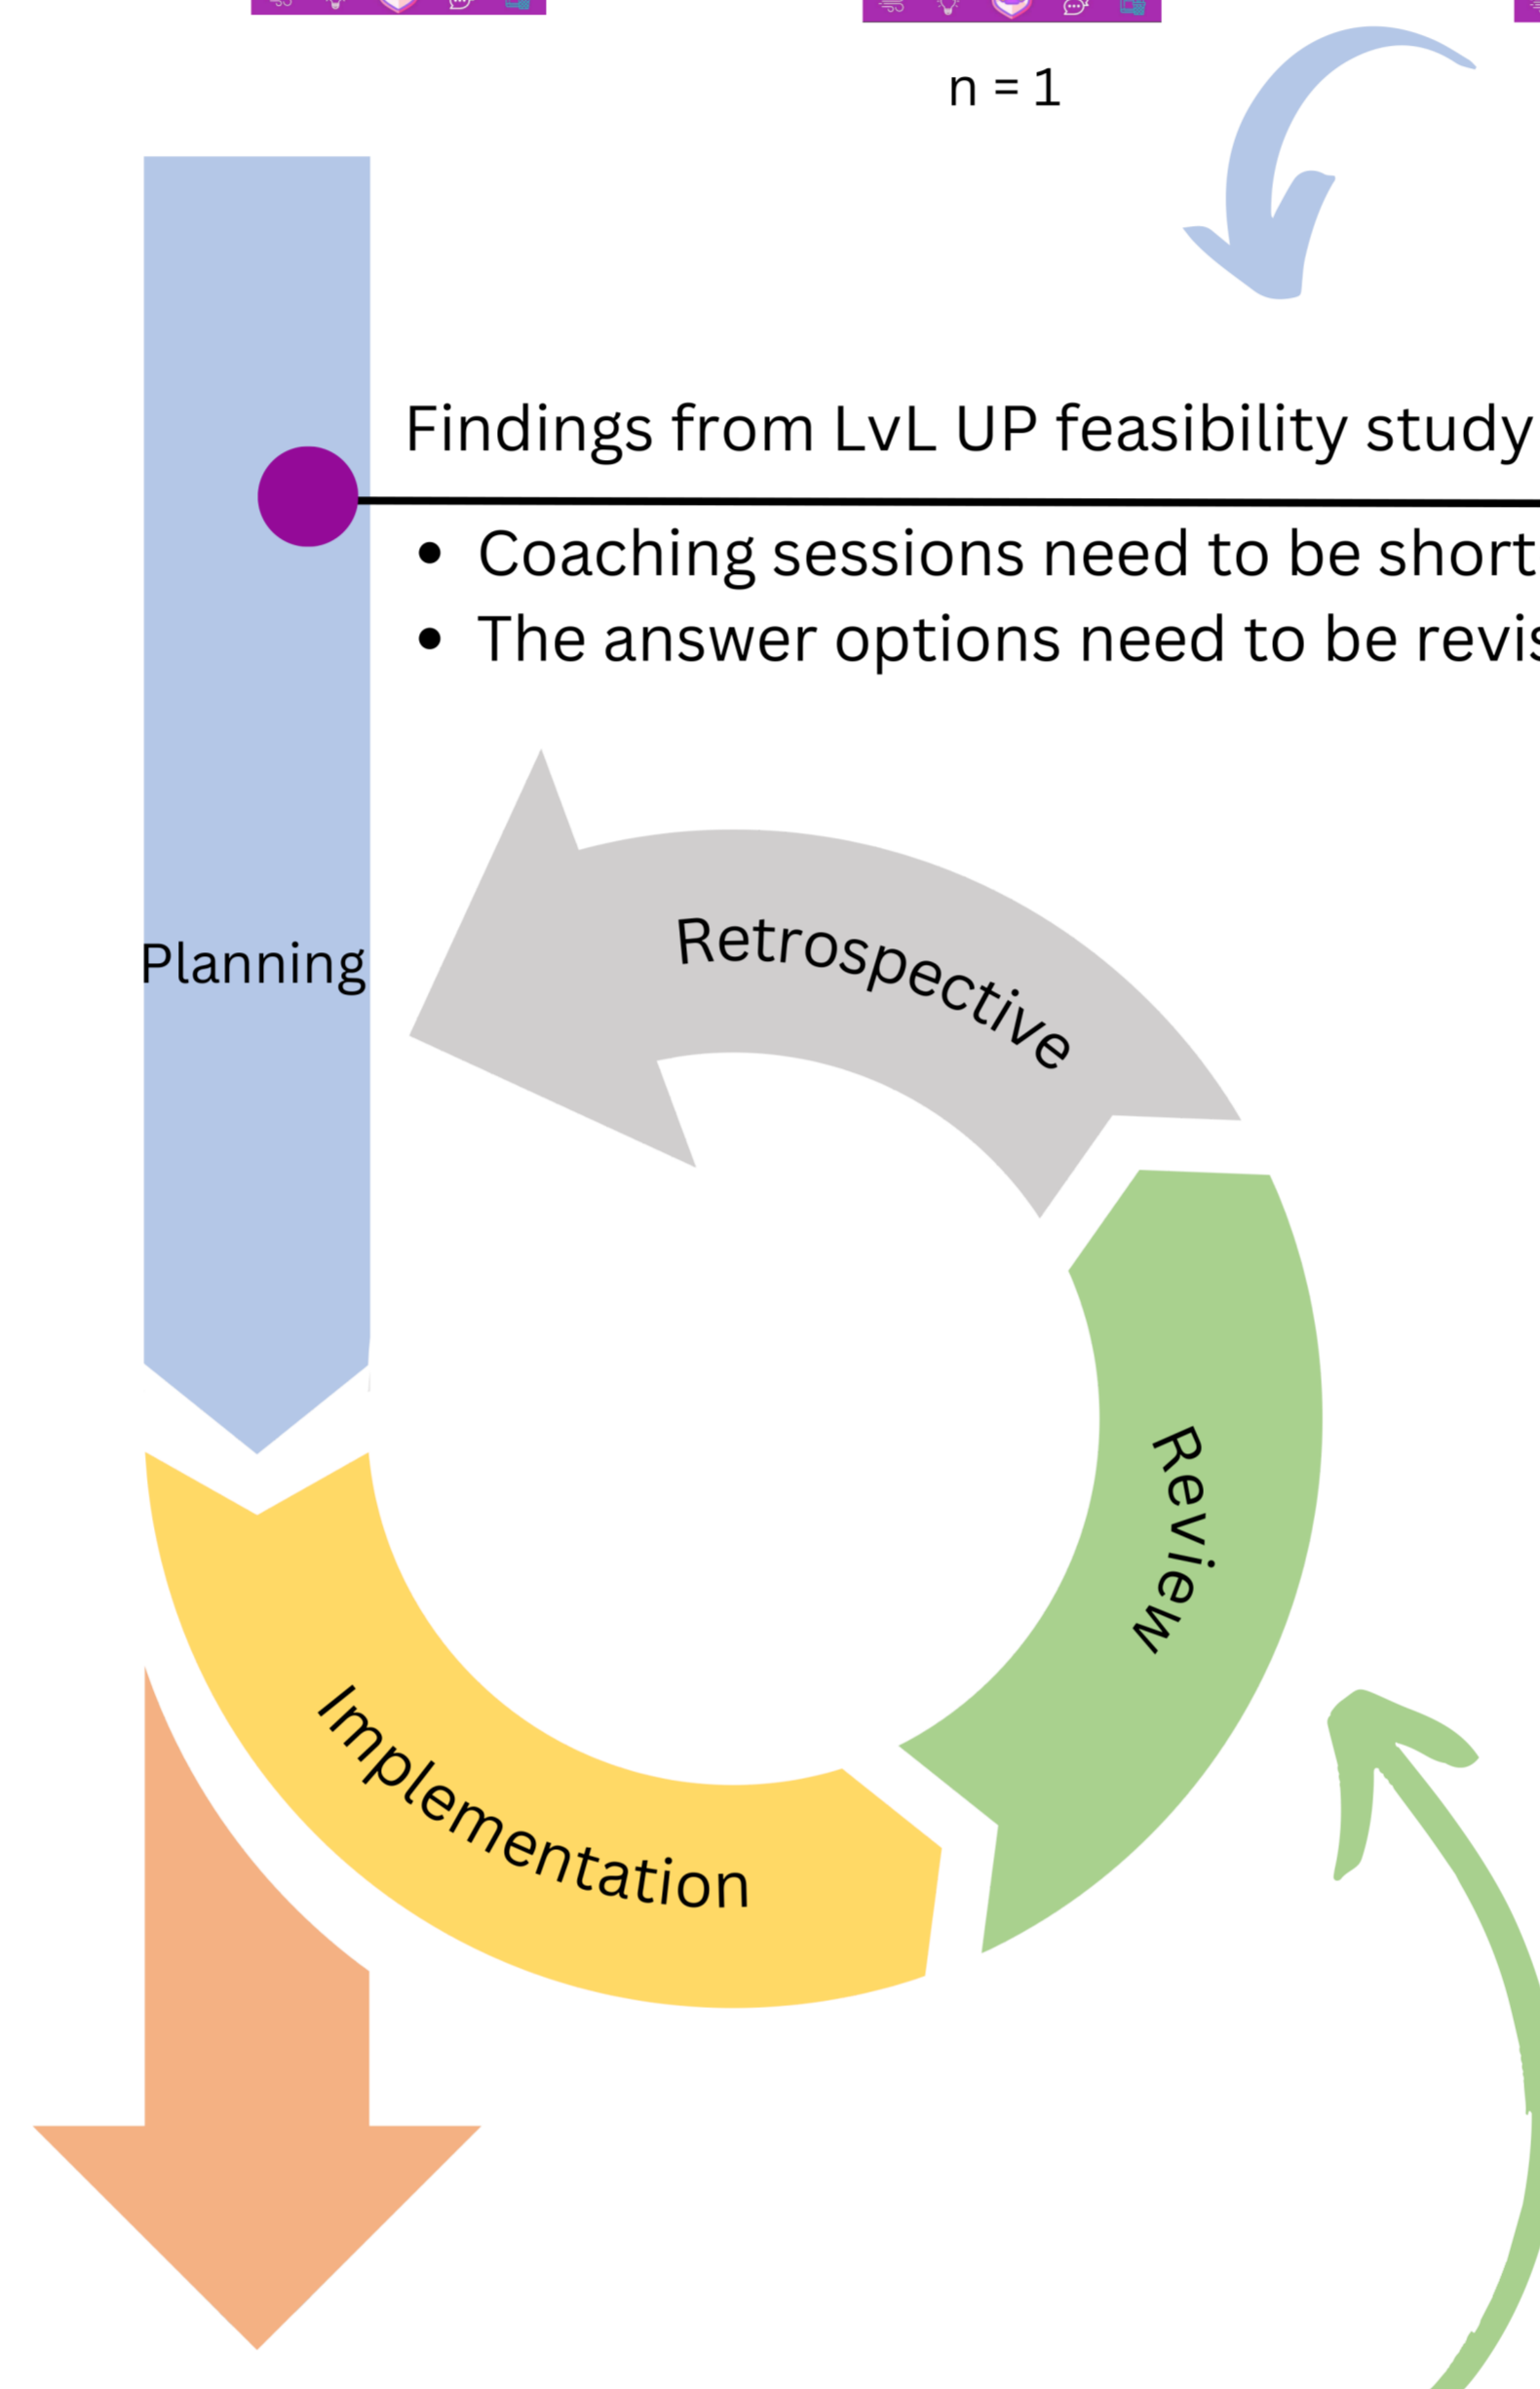 n = 1
Findings from LvL UP feasibility study
• Coaching sessions need to be short
• The answer options need to be revis
Retrospective
Planning
Review
Implementation